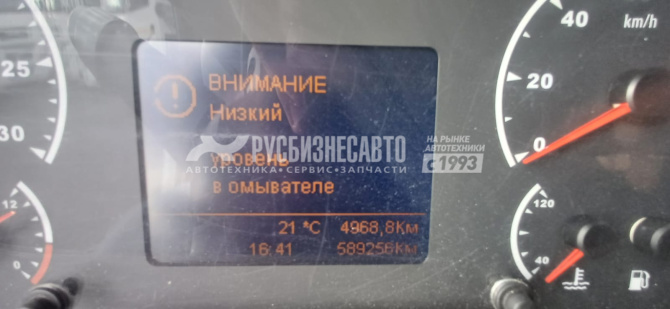 ВНИМАНИЕ
Низкий
уровень
в омывателе
21 °C 4968,8Км
16:41 589256Км
РУСБИЗНЕСАВТО
АВТОТЕХНИКА • СЕРВИС • ЗАПЧАСТИ
НА РЫНКЕ
АВТОТЕХНИКИ
с 1993
25
30
12
0
40
km/h
20
0
120
40